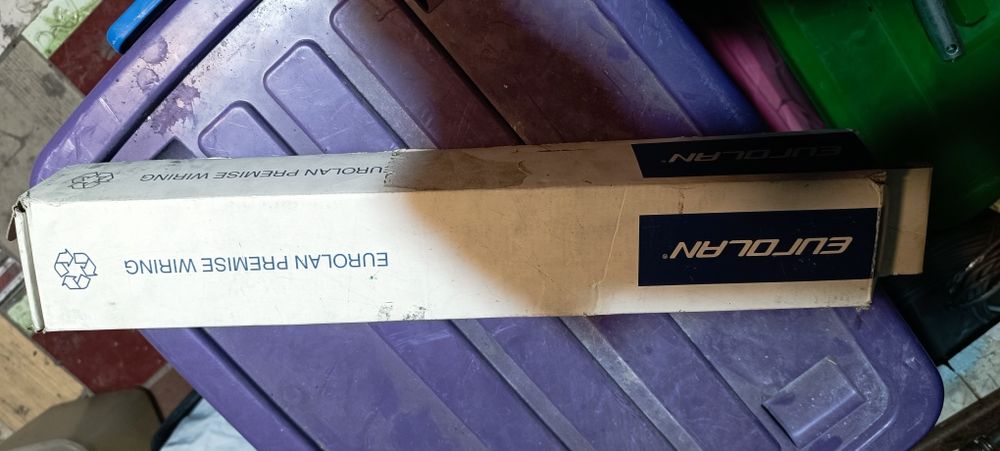 EUROLAN
EUROLAN PREMISE WIRING
EUROLAN®
EUROLAN PREMISE WIRING